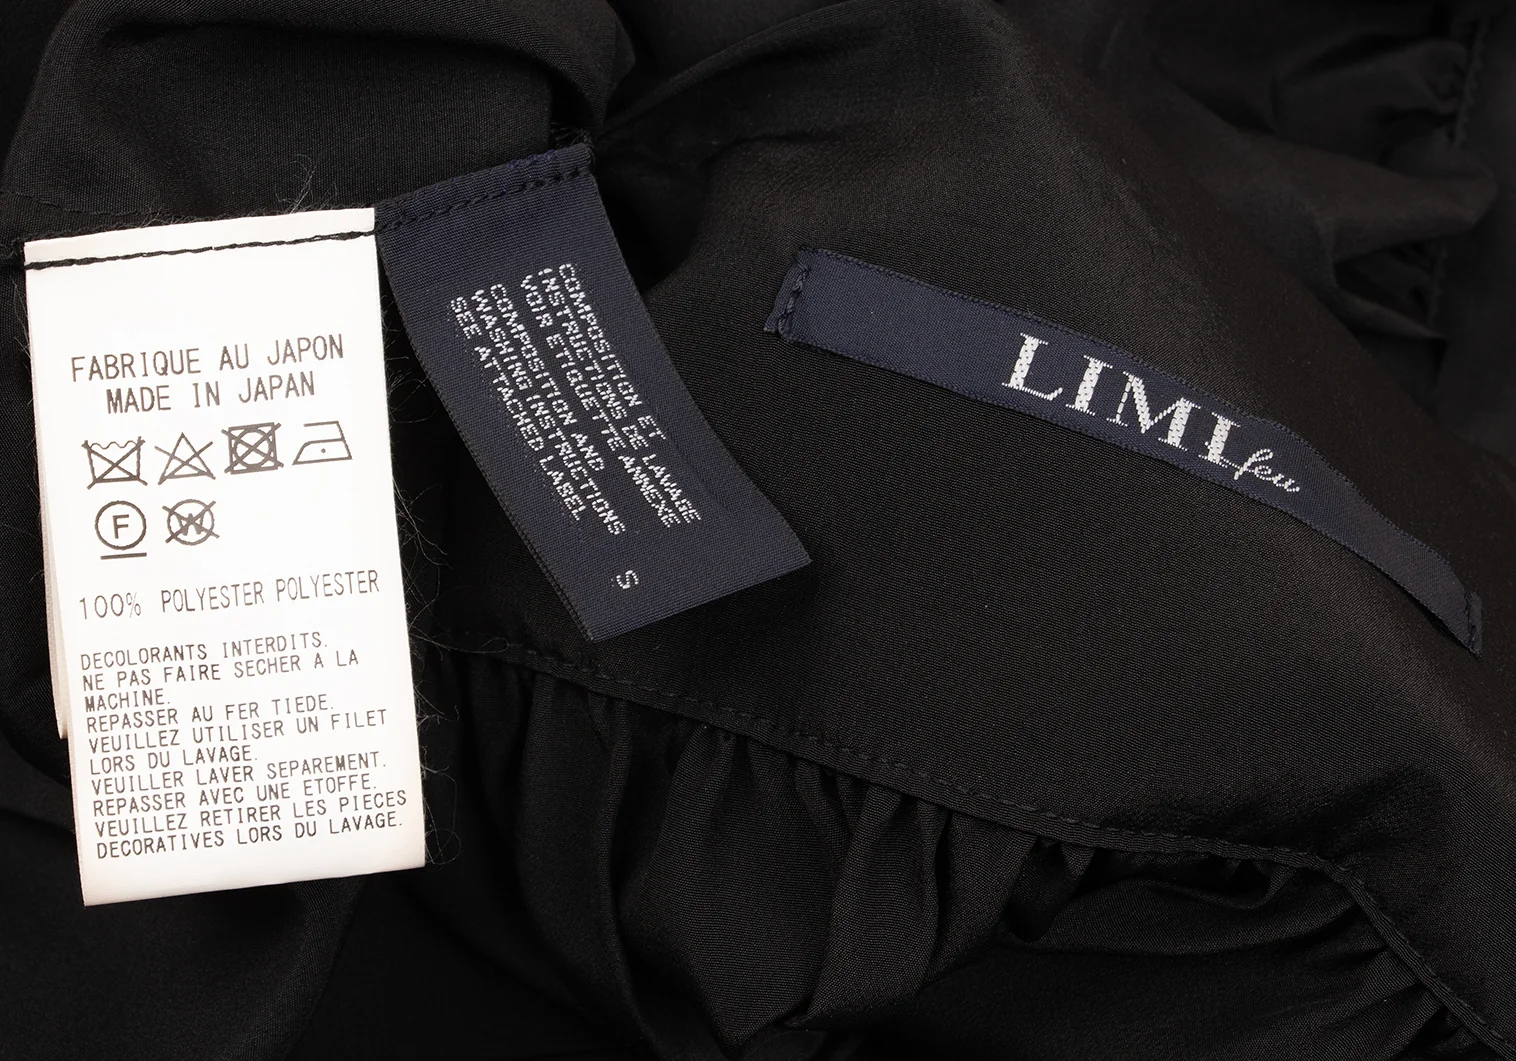 FABRIQUE AU JAPON
MADE IN JAPAN
F
W
100% POLYESTER POLYESTER
DECOLORANTS INTERDITS.
NE PAS FAIRE SECHER A LA
MACHINE.
REPASSER AU FER TIEDE.
VEUILLEZ UTILISER UN FILET
LORS DU LAVAGE.
VEUILLER LAVER SEPAREMENT.
REPASSER AVEC UNE ETOFFE.
VEUILLEZ RETIRER LES PIECES
DECORATIVES LORS DU LAVAGE.
COMPOSITION ET
INSTRUCTIONS DE LAVAGE
VOIR ETIQUETTE ANNEXE
COMPOSITION AND
WASHING INSTRUCTIONS
SEE ATTACHED LABEL
S
LIMI feu